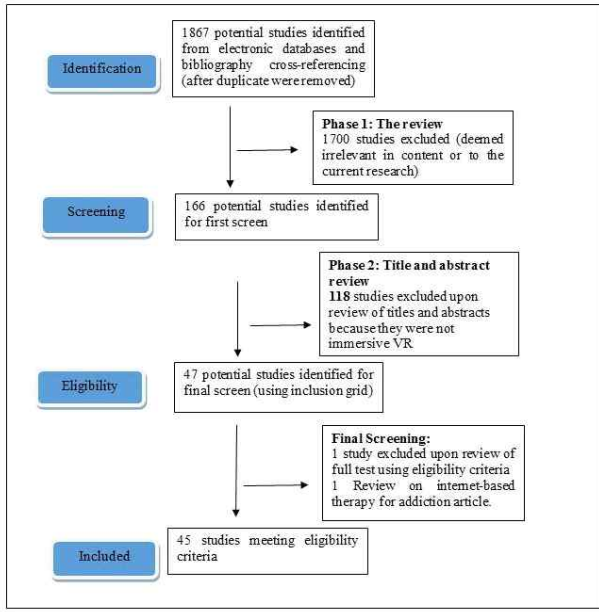 1867 potential studies identified
from electronic databases and
bibliography cross-referencing
(after duplicate were removed)
Identification
Phase 1: The review
1700 studies excluded (deemed
irrelevant in content or to the
current research)
Screening
166 potential studies identified
for first screen
Phase 2: Title and abstract
review
118 studies excluded upon
review of titles and abstracts
because they were not
immersive VR
Eligibility
47 potential studies identified for
final screen (using inclusion grid)
Final Screening:
1 study excluded upon review of
full test using eligibility criteria
1 Review on internet-based
therapy for addiction article.
Included
45 studies meeting eligibility
criteria